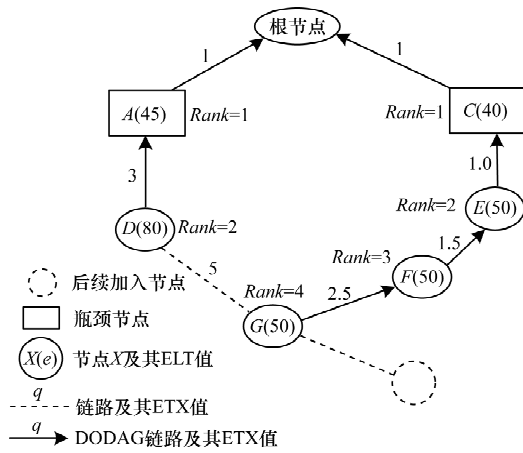 根节点
1
1
A(45)
Rank=1
Rank=1
C(40)
3
1.0
D(80)
Rank=2
Rank=2
E(50)
5
Rank=3
1.5
后续加入节点
Rank=4
2.5
F(50)
瓶颈节点
G(50)
X(e)
节点X及其ELT值
q
链路及其ETX值
q
DODAG链路及其ETX值